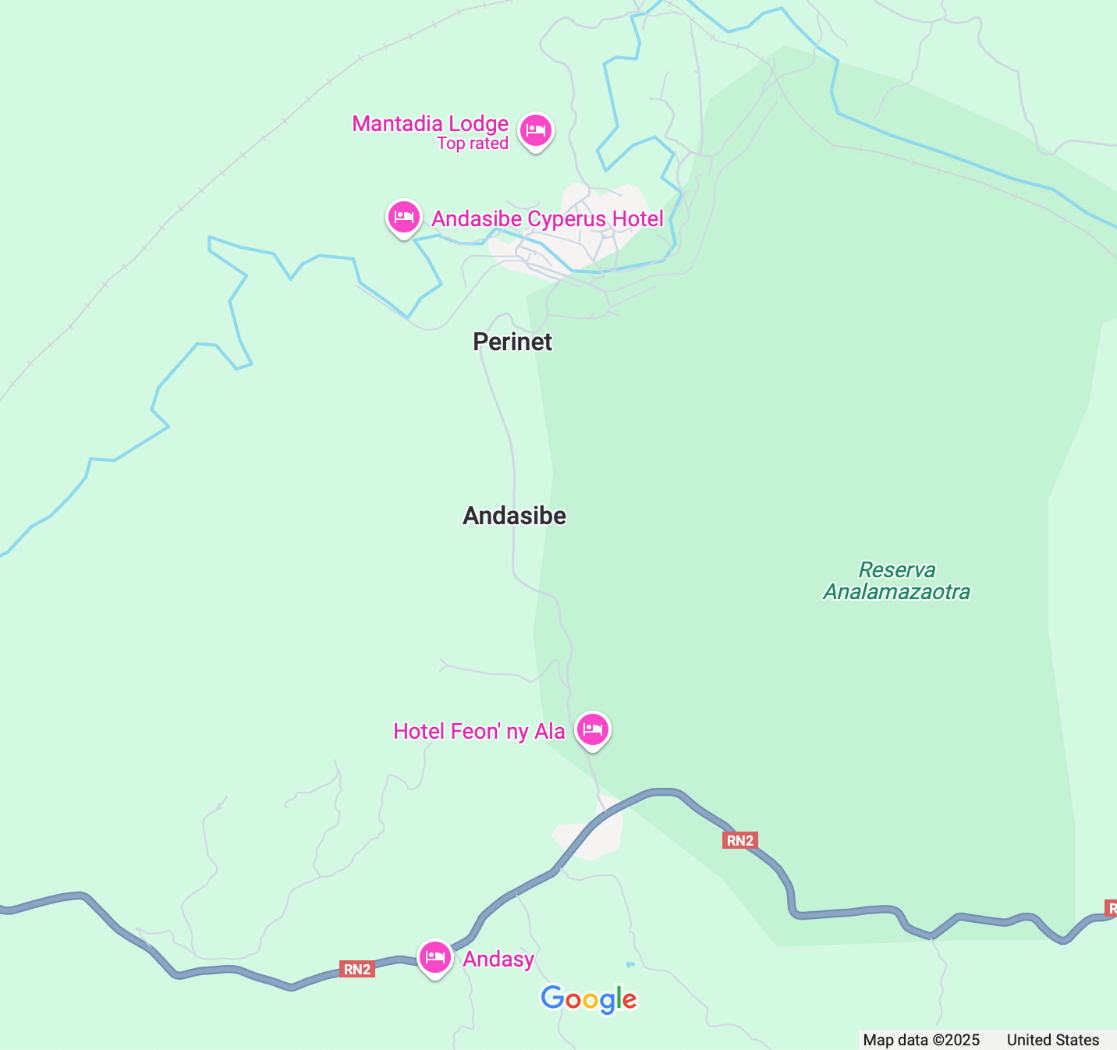 Mantadia Lodge
Top rated
Andasibe Cyperus Hotel
Perinet
Andasibe
Reserva
Analamazaotra
Hotel Feon' ny Ala
RN2
R
RN2
Andasy
Google
Map data ©2025 United States